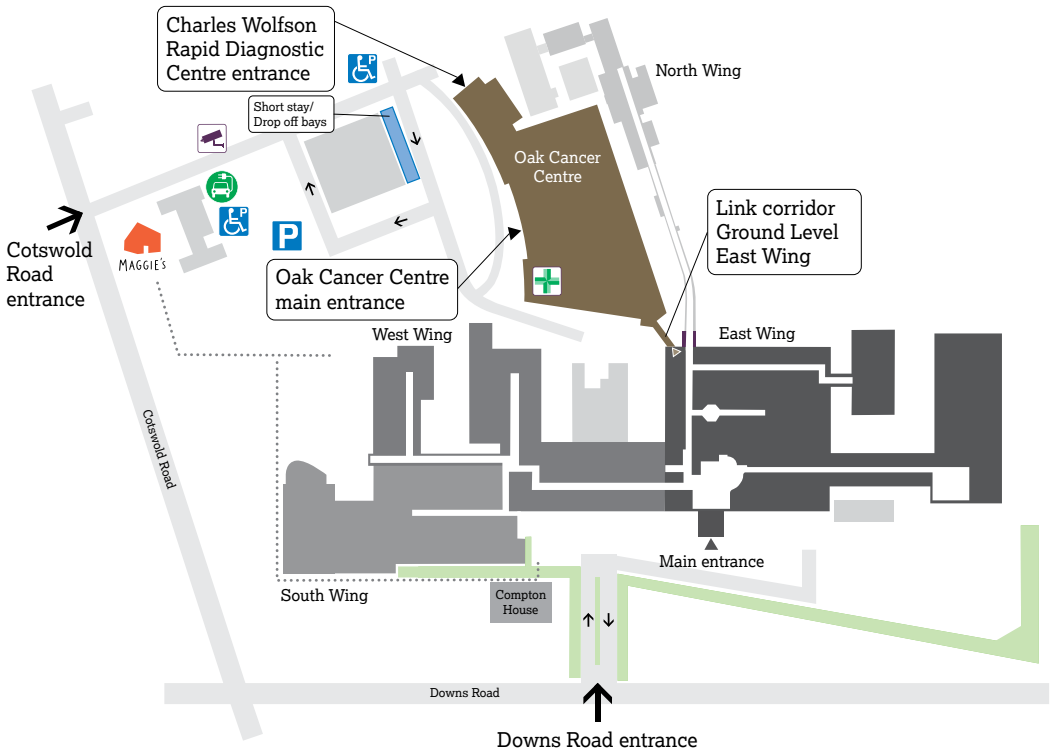 Charles Wolfson
Rapid Diagnostic
Centre entrance
P
North Wing
Short stay/
Drop off bays
Oak Cancer
Centre
P
P
MAGGIE'S
Cotswold
Road
entrance
Link corridor
Ground Level
East Wing
Oak Cancer Centre
main entrance
West Wing
East Wing
Cotswold Road
Main entrance
South Wing
Compton
House
Downs Road
Downs Road entrance